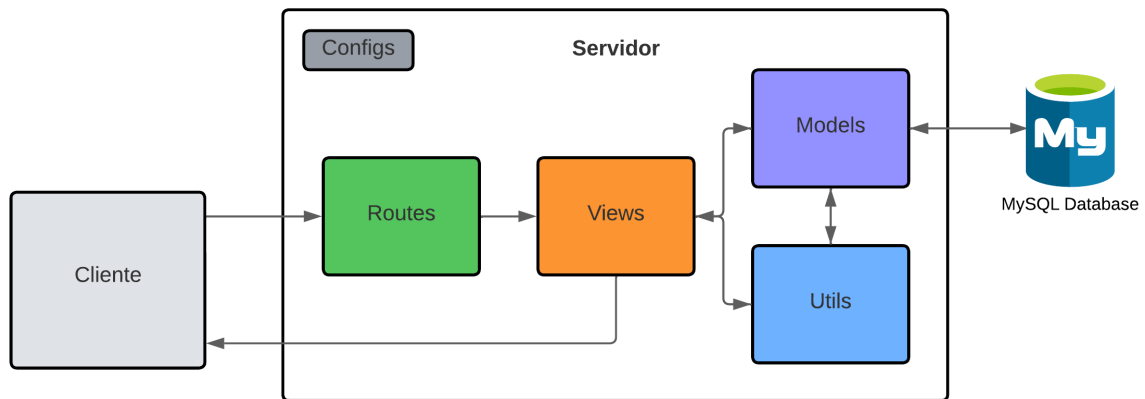 Configs
Servidor
Models
My
MySQL Database
Routes
Views
Cliente
Utils